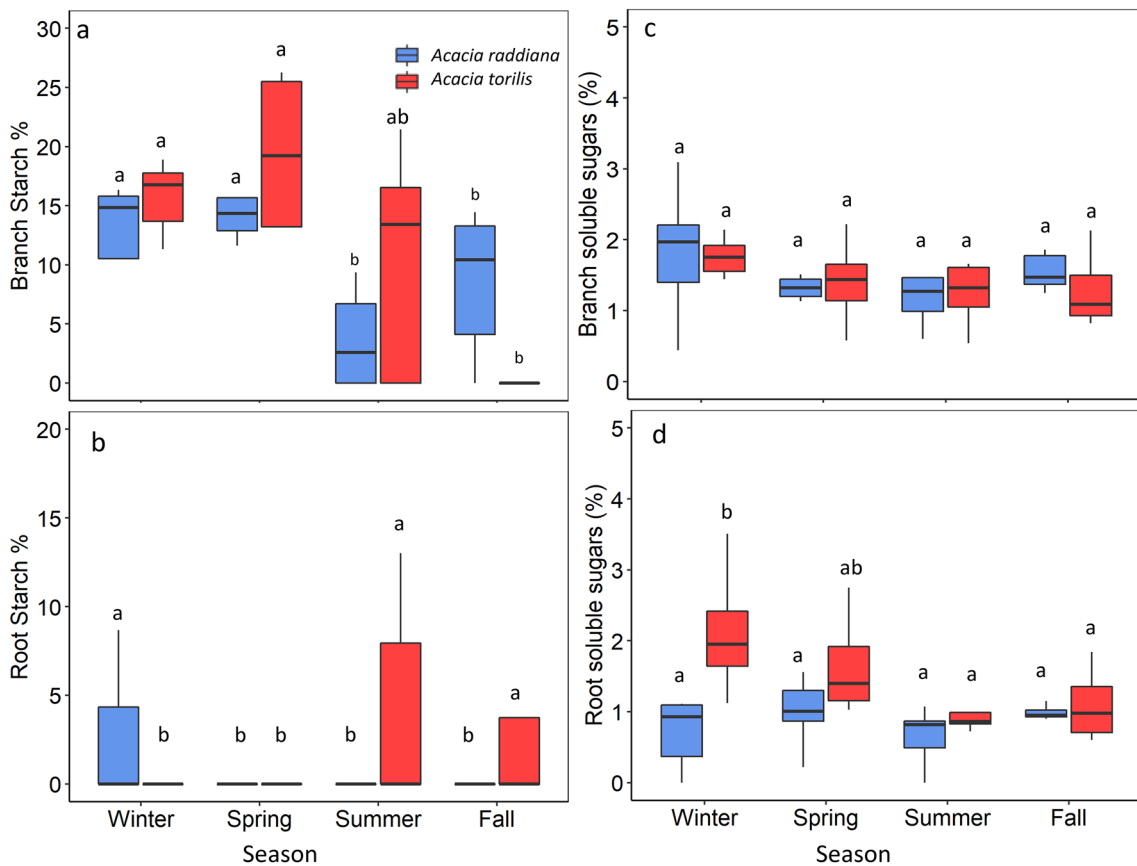 a
Branch Starch %
30
25
20
15
10
5
0
Acacia raddiana
Acacia torilis
a
a
a
a
b
ab
b
b
c
Branch soluble sugars (%)
5
4
3
2
1
0
a
a
a
a
a
a
a
a
b
Root Starch %
20
15
10
5
0
a
b
b
b
b
a
b
a
Winter
Spring
Summer
Fall
Season
d
Root soluble sugars (%)
5
4
3
2
1
0
a
b
a
ab
a
a
a
a
Winter
Spring
Summer
Fall
Season